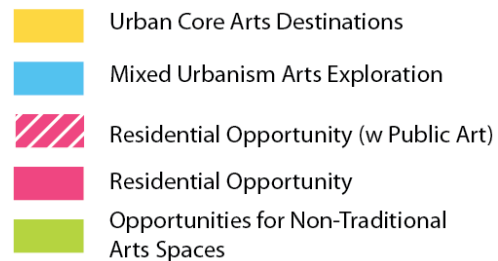 Urban Core Arts Destinations
Mixed Urbanism Arts Exploration
Residential Opportunity (w Public Art)
Residential Opportunity
Opportunities for Non-Traditional
Arts Spaces